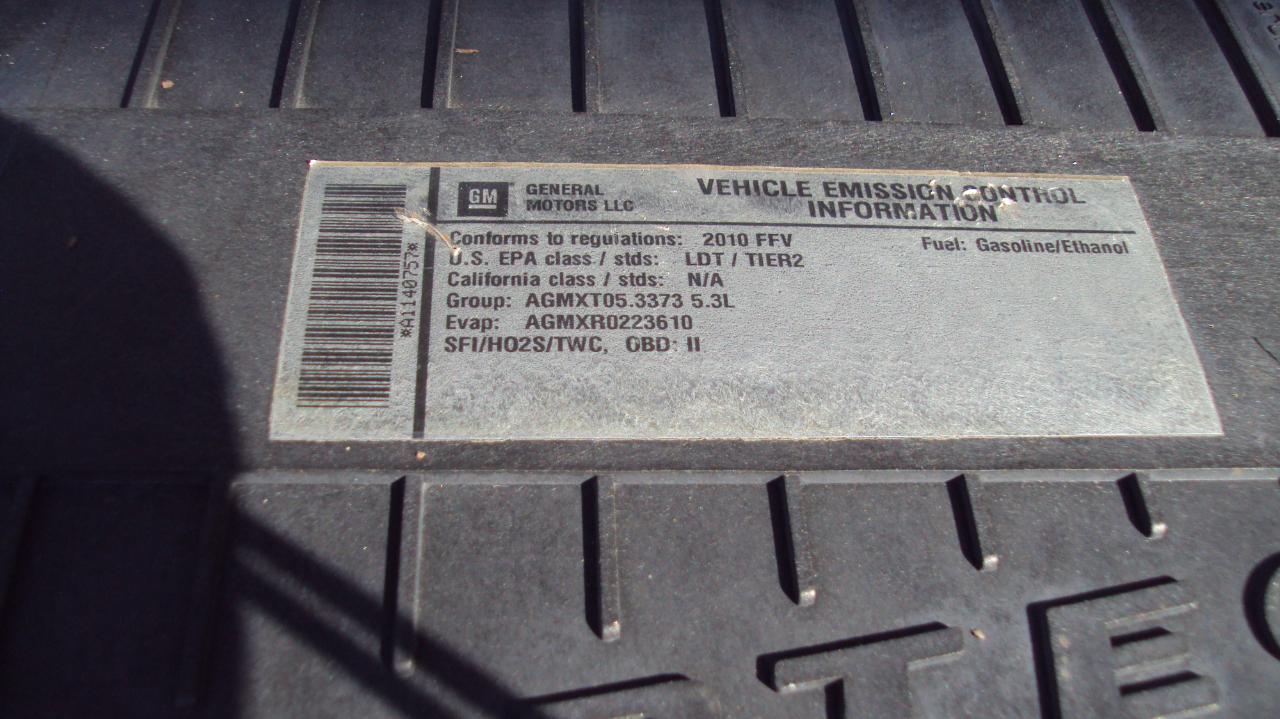 GM GENERAL
MOTORS LLC
VEHICLE EMISSION CONTROL
INFORMATION
Conforms to regulations: 2010 FFV
Fuel: Gasoline/Ethanol
U.S. EPA class / stds: LDT / TIER2
California class / stds: N/A
Group: AGMXT05.3373 5.3L
Evap: AGMXR0223610
SFI/HO2S/TWC, OBD: II
*A1140757*
TE